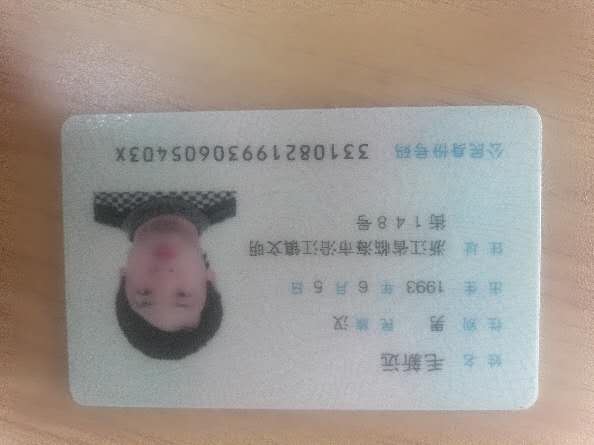 姓名 毛新远
性别 男 民族 汉
出生 1993 年 6 月 5 日
住址 浙江省临海市沿江镇文明
街148号
公民身份号码 33108219930605403X